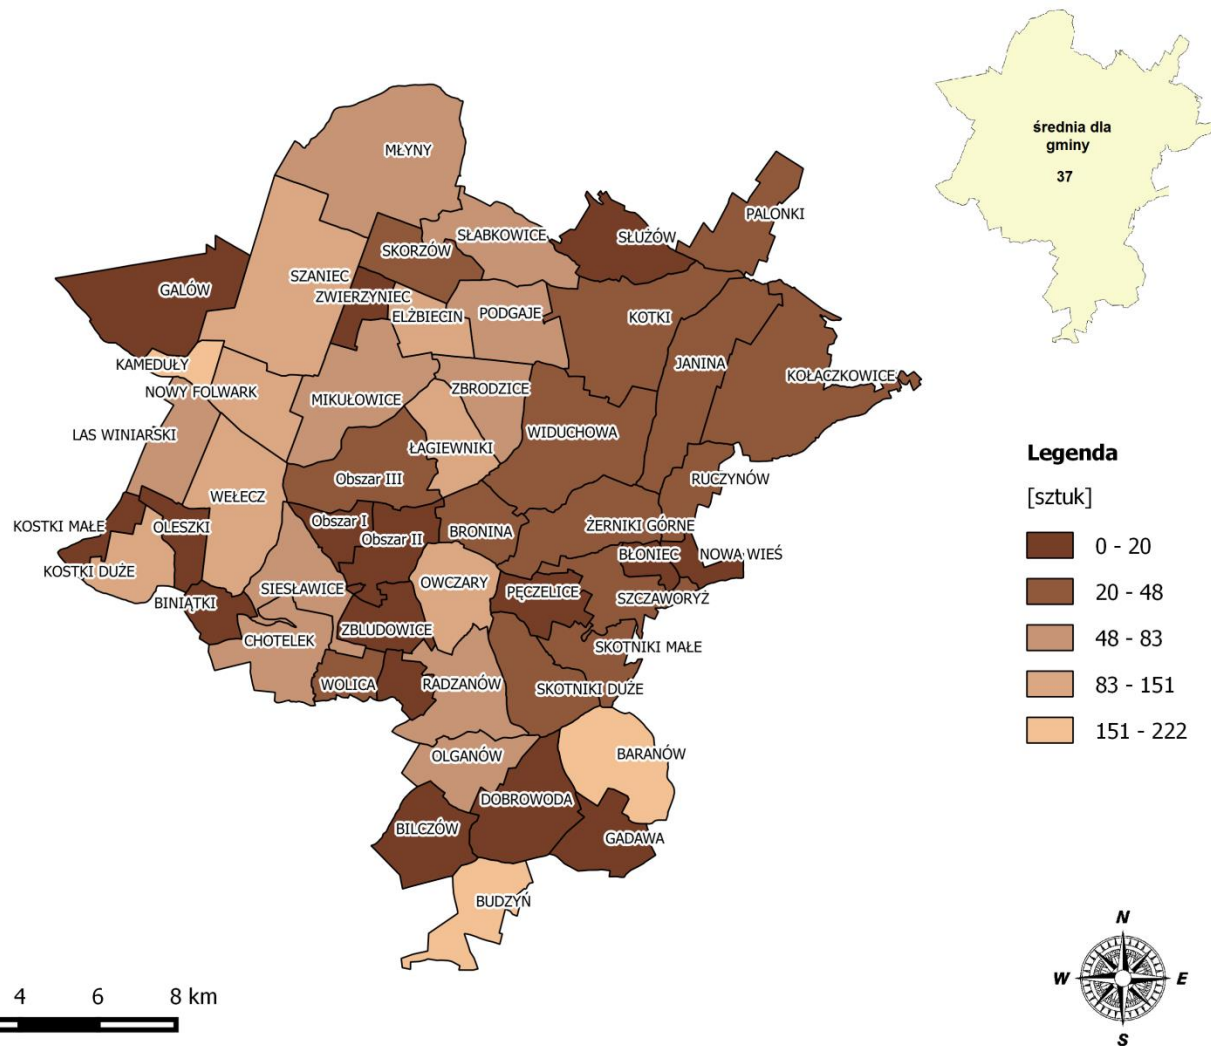 średnia dla
gminy
37
MŁYNY
PALONKI
SŁABKOWICE
SŁUŻÓW
SKORZÓW
SZANIEC
GALÓW
ZWIERZYNIEC
ELŻBIECIN
PODGAJE
KOTKI
KAMEDUŁY
JANINA
KOŁACZKOWICE
NOWY FOLWARK
ZBRODZICE
MIKUŁOWICE
LAS WINIARSKI
WIDUCHOWA
ŁAGIEWNIKI
Obszar III
RUCZYNÓW
WEŁECZ
KOSTKI MAŁE
OLESZKI
Obszar I
Obszar II
BRONINA
ŻERNIKI GÓRNE
BŁONIEC
NOWA WIEŚ
KOSTKI DUŻE
SIESŁAWICE
OWCZARY
PĘCZELICE
SZCZAWORYŻ
BINIĄTKI
ZBLUDOWICE
CHOTELEK
SKOTNIKI MAŁE
WOLICA
RADZANÓW
SKOTNIKI DUŻE
OLGANÓW
BARANÓW
DOBROWODA
BILCZÓW
GADAWA
BUDZYŃ
Legenda
[sztuk]
0 - 20
20 - 48
48 - 83
83 - 151
151 - 222
N
W E
S
4 6 8 km